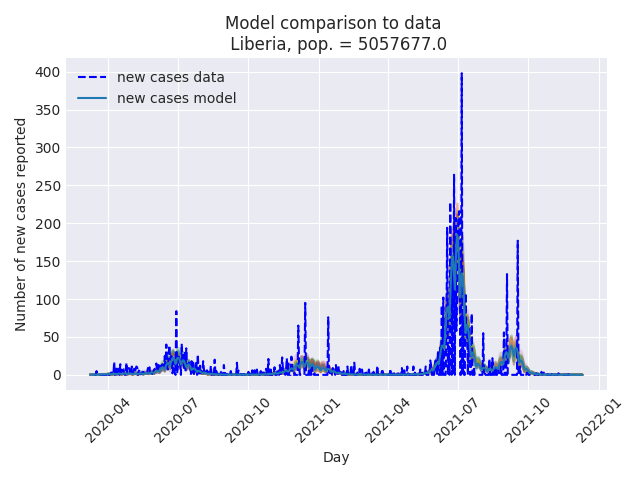 Model comparison to data
Liberia, pop. = 5057677.0
new cases data
new cases model
Number of new cases reported
400
350
300
250
200
150
100
50
0
2020-04
2020-07
2020-10
2021-01
2021-04
2021-07
2021-10
2022-01
Day